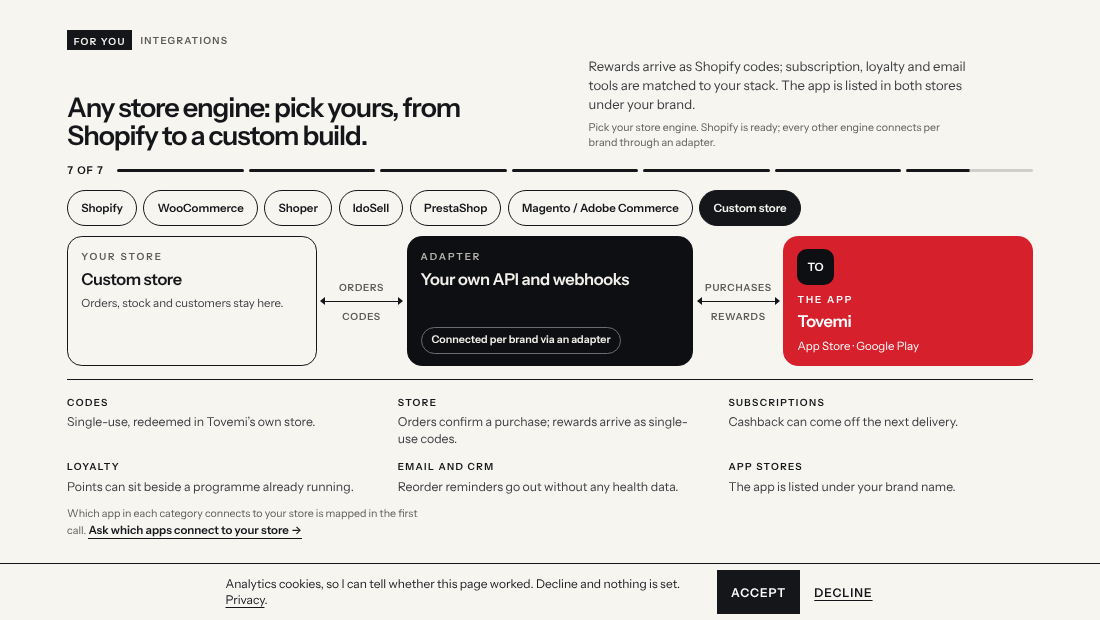 FOR YOU INTEGRATIONS
Any store engine: pick yours, from
Shopify to a custom build.
Rewards arrive as Shopify codes; subscription, loyalty and email
tools are matched to your stack. The app is listed in both stores
under your brand.
Pick your store engine. Shopify is ready; every other engine connects per
brand through an adapter.
7 OF 7
Shopify
WooCommerce
Shoper
IdoSell
PrestaShop
Magento / Adobe Commerce
Custom store
YOUR STORE
Custom store
Orders, stock and customers stay here.
ORDERS
CODES
ADAPTER
Your own API and webhooks
Connected per brand via an adapter
PURCHASES
REWARDS
TO
THE APP
Tovemi
App Store · Google Play
CODES
Single-use, redeemed in Tovemi's own store.
STORE
Orders confirm a purchase; rewards arrive as single-
use codes.
SUBSCRIPTIONS
Cashback can come off the next delivery.
LOYALTY
Points can sit beside a programme already running.
EMAIL AND CRM
Reorder reminders go out without any health data.
APP STORES
The app is listed under your brand name.
Which app in each category connects to your store is mapped in the first
call. Ask which apps connect to your store →
Analytics cookies, so I can tell whether this page worked. Decline and nothing is set.
Privacy.
ACCEPT
DECLINE